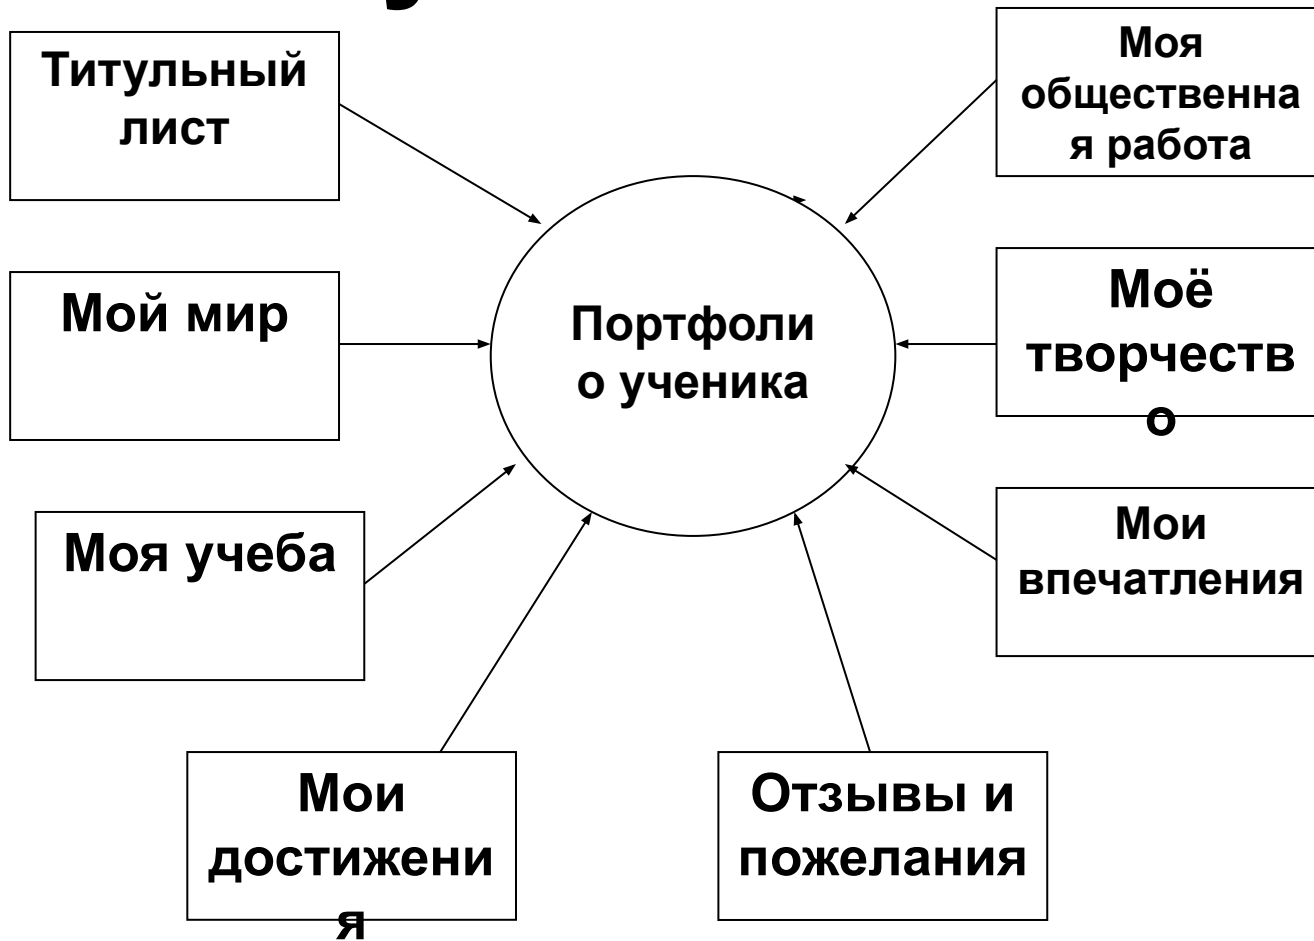 Титульный
лист
Моя
общественна
я работа
Мой мир
Портфоли
о ученика
Моё
творчеств
о
Моя учеба
Мои
впечатления
Мои
достижени
я
Отзывы и
пожелания